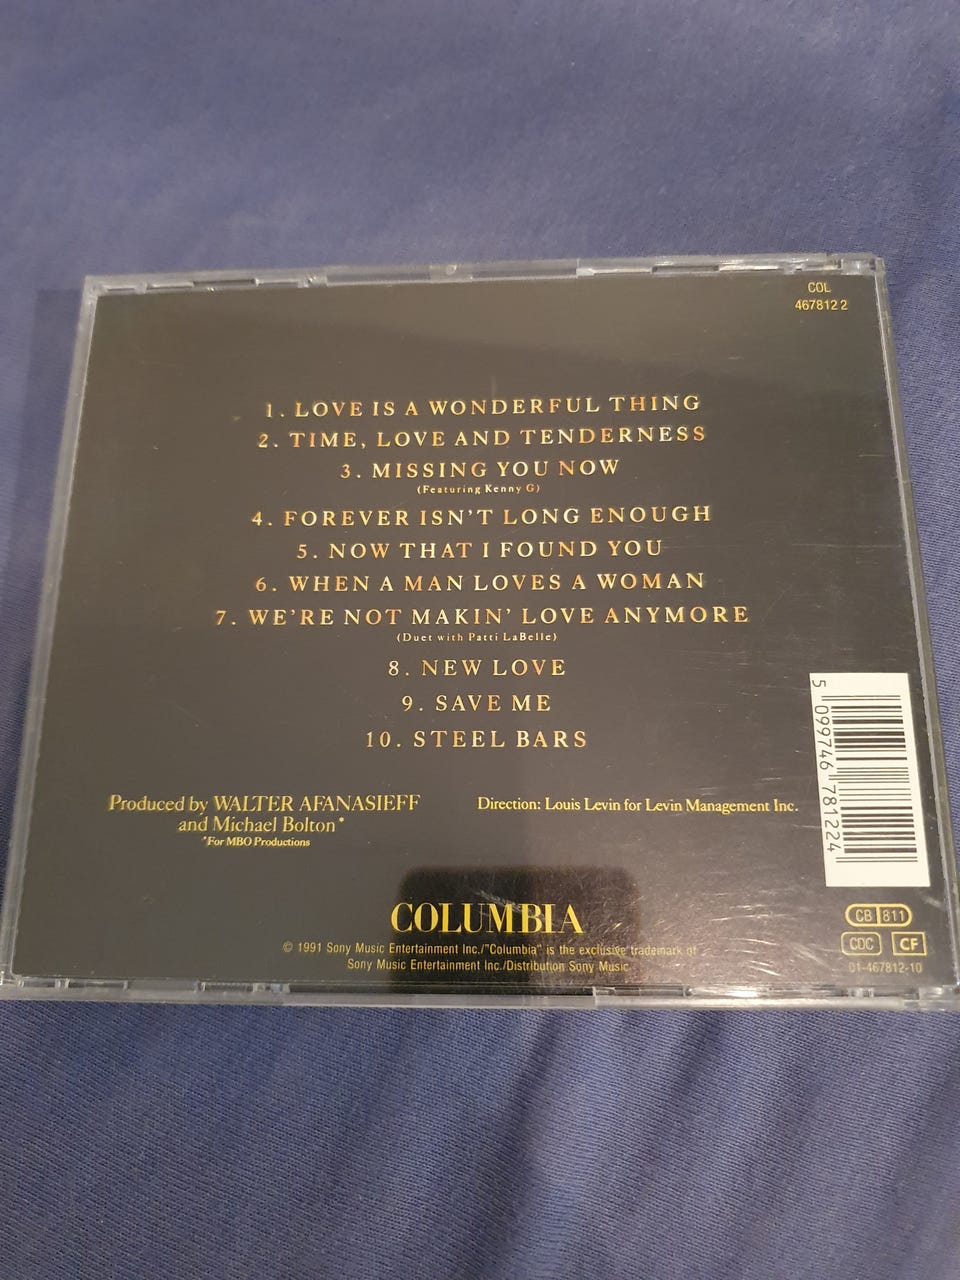 COL
467812 2
1. LOVE IS A WONDERFUL THING
2. TIME, LOVE AND TENDERNESS
3. MISSING YOU NOW
(Featuring Kenny G)
4. FOREVER ISN'T LONG ENOUGH
5. NOW THAT I FOUND YOU
6. WHEN A MAN LOVES A WOMAN
7. WE'RE NOT MAKIN' LOVE ANYMORE
(Duet with Patti LaBelle)
8. NEW LOVE
9. SAVE ME
10. STEEL BARS
5 099746 781224
Produced by WALTER AFANASIEFF
and Michael Bolton*
*For MBO Productions
Direction: Louis Levin for Levin Management Inc.
COLUMBIA
© 1991 Sony Music Entertainment Inc./"Columbia" is the exclusive trademark of
Sony Music Entertainment Inc./Distribution Sony Music
CB 811
CDC CF
01-467812-10